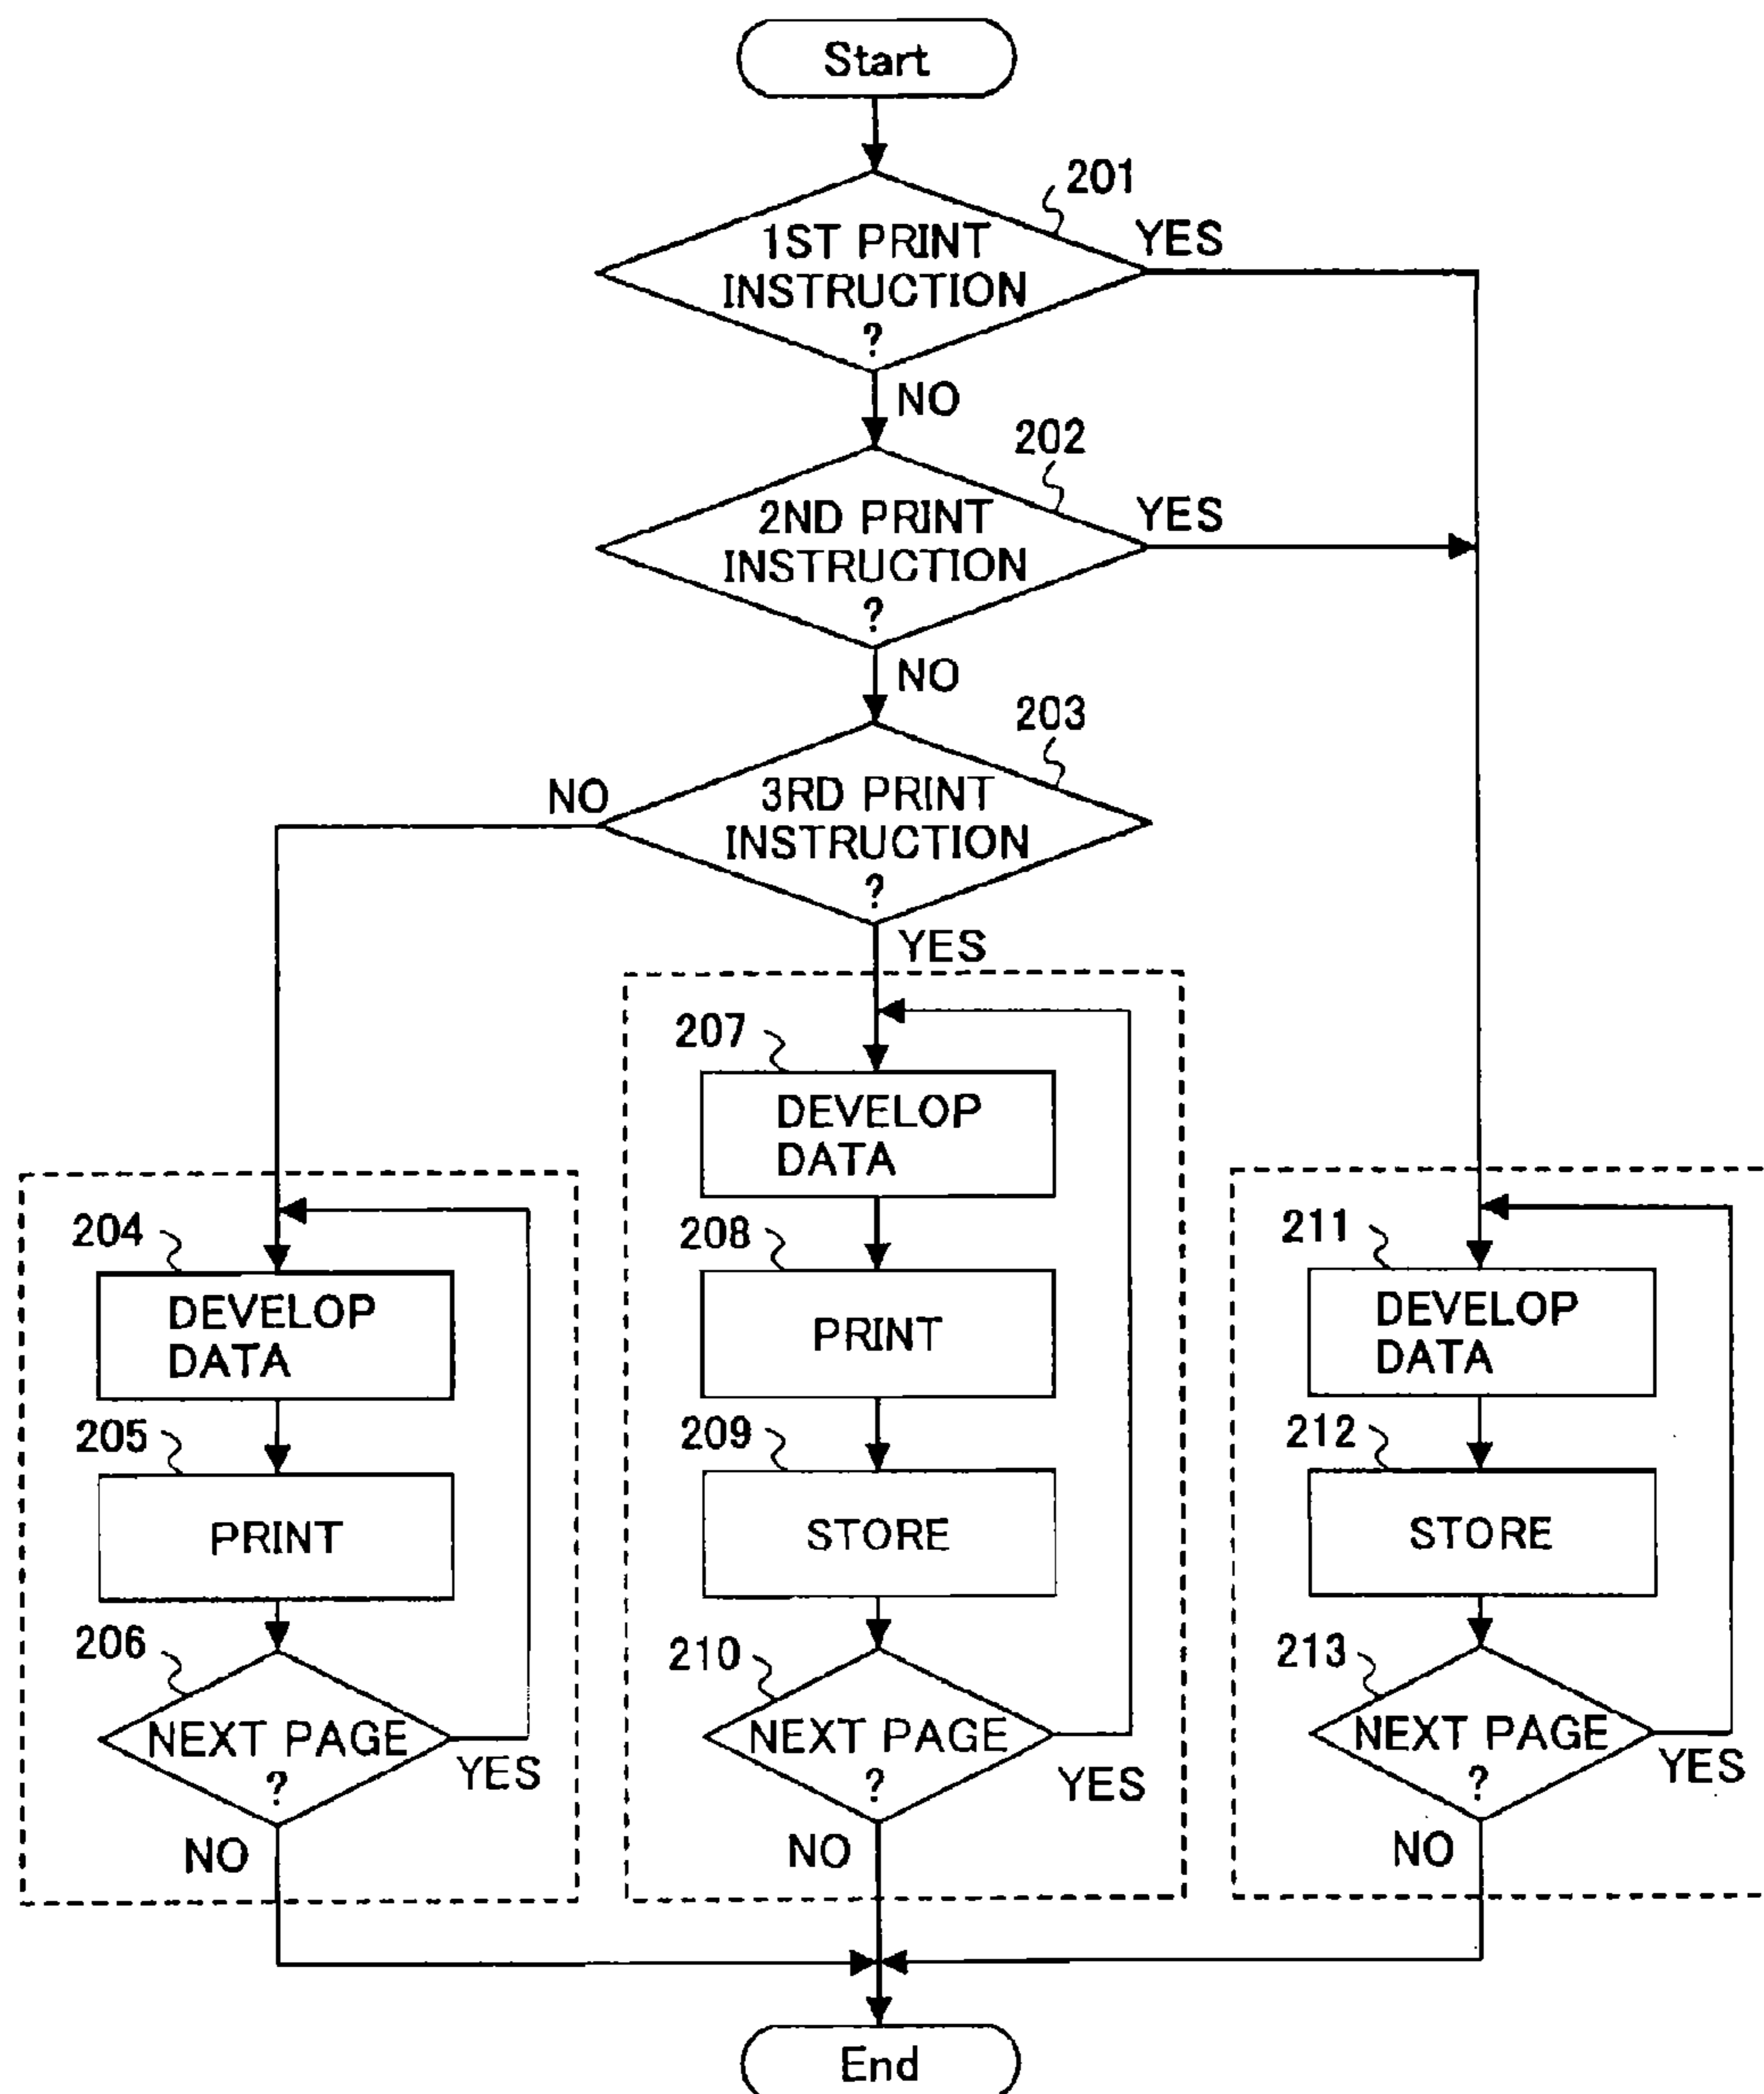 Start
201
1ST PRINT
INSTRUCTION
?
YES
NO
202
2ND PRINT
INSTRUCTION
?
YES
NO
203
3RD PRINT
INSTRUCTION
?
NO
YES
204
DEVELOP
DATA
205
PRINT
206
NEXT PAGE
?
YES
NO
207
DEVELOP
DATA
208
PRINT
209
STORE
210
NEXT PAGE
?
YES
NO
211
DEVELOP
DATA
212
STORE
213
NEXT PAGE
?
YES
NO
End